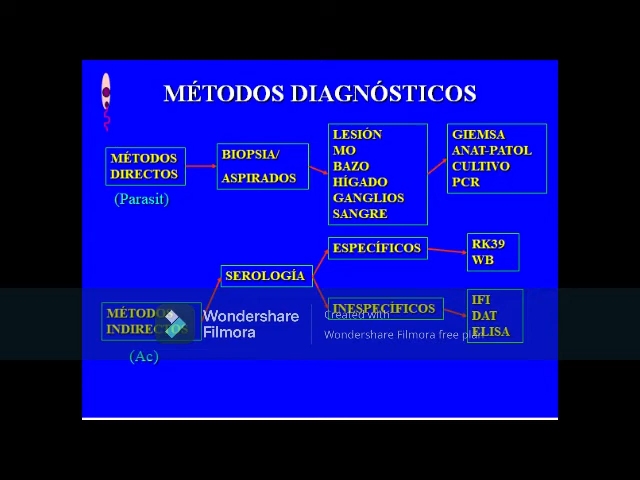 MÉTODOS DIAGNÓSTICOS
MÉTODOS
DIRECTOS
(Parasit)
BIOPSIA/
ASPIRADOS
LESIÓN
MO
BAZO
HÍGADO
GANGLIOS
SANGRE
GIEMSA
ANAT-PATOL
CULTIVO
PCR
MÉTODOS
INDIRECTOS
(Ac)
SEROLOGÍA
ESPECÍFICOS
RK39
WB
INESPECÍFICOS
IFI
DAT
ELISA
Wondershare
Filmora
Created with
Wondershare Filmora free plan